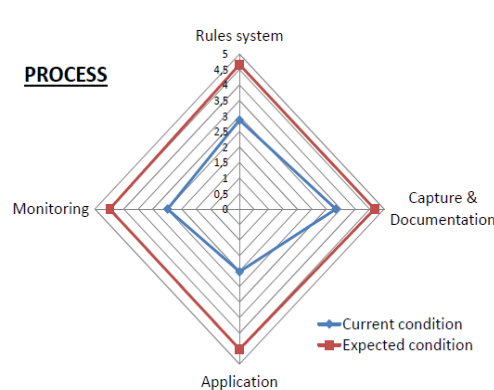 Rules system
PROCESS
5
4,5
4
3,5
3
2,5
2
1,5
1
0,5
0
Monitoring
Capture &
Documentation
Current condition
Expected condition
Application